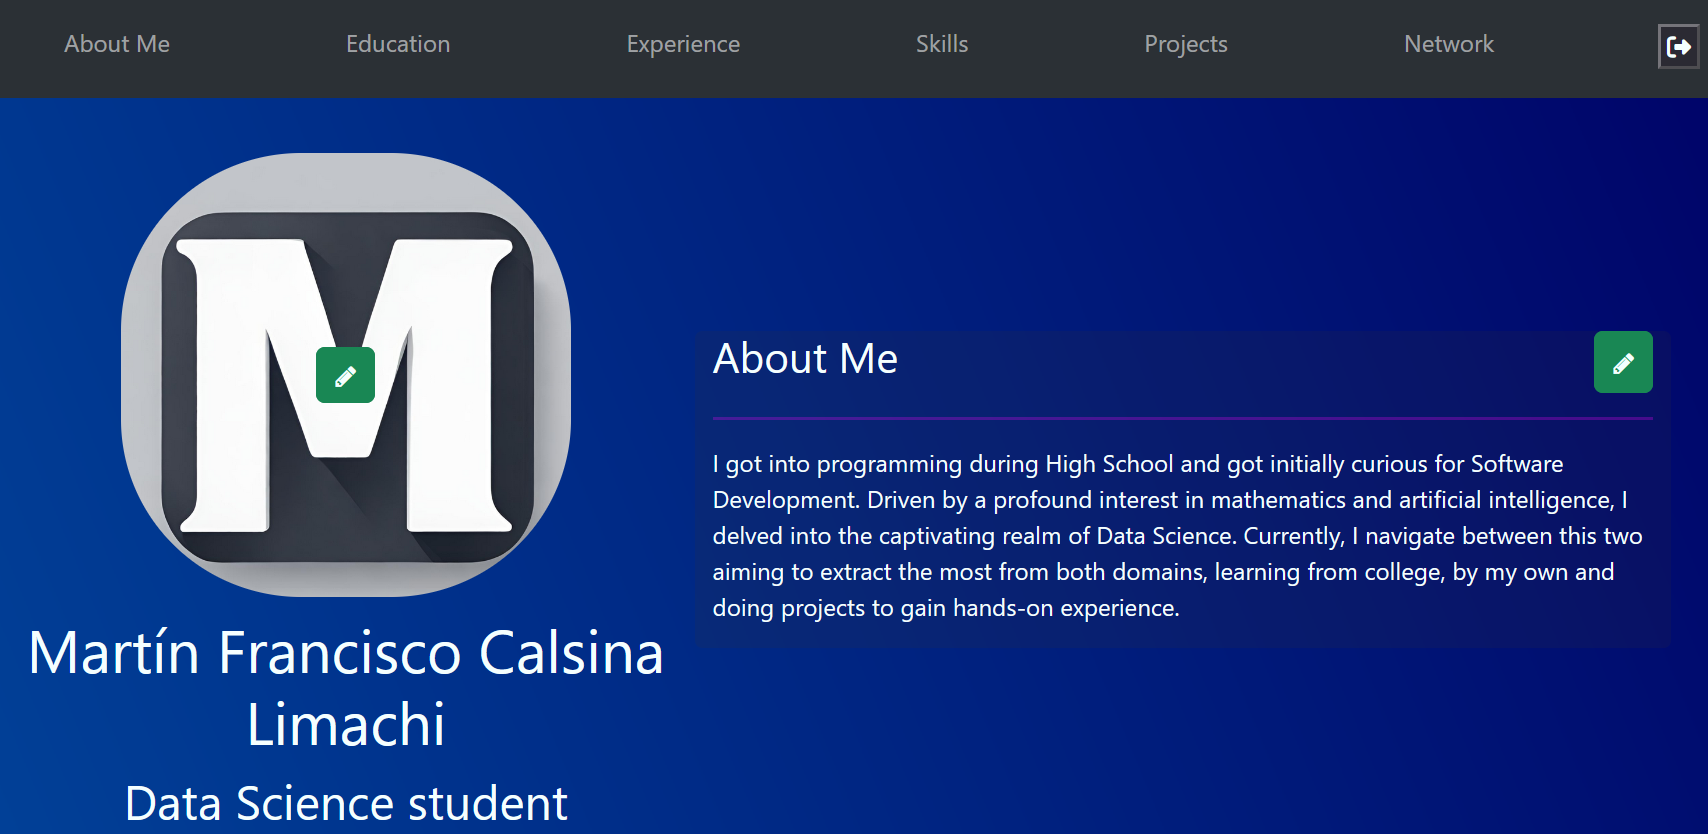 About Me
Education
Experience
Skills
Projects
Network
M
Martín Francisco Calsina
Limachi
Data Science student
About Me
I got into programming during High School and got initially curious for Software
Development. Driven by a profound interest in mathematics and artificial intelligence, I
delved into the captivating realm of Data Science. Currently, I navigate between this two
aiming to extract the most from both domains, learning from college, by my own and
doing projects to gain hands-on experience.